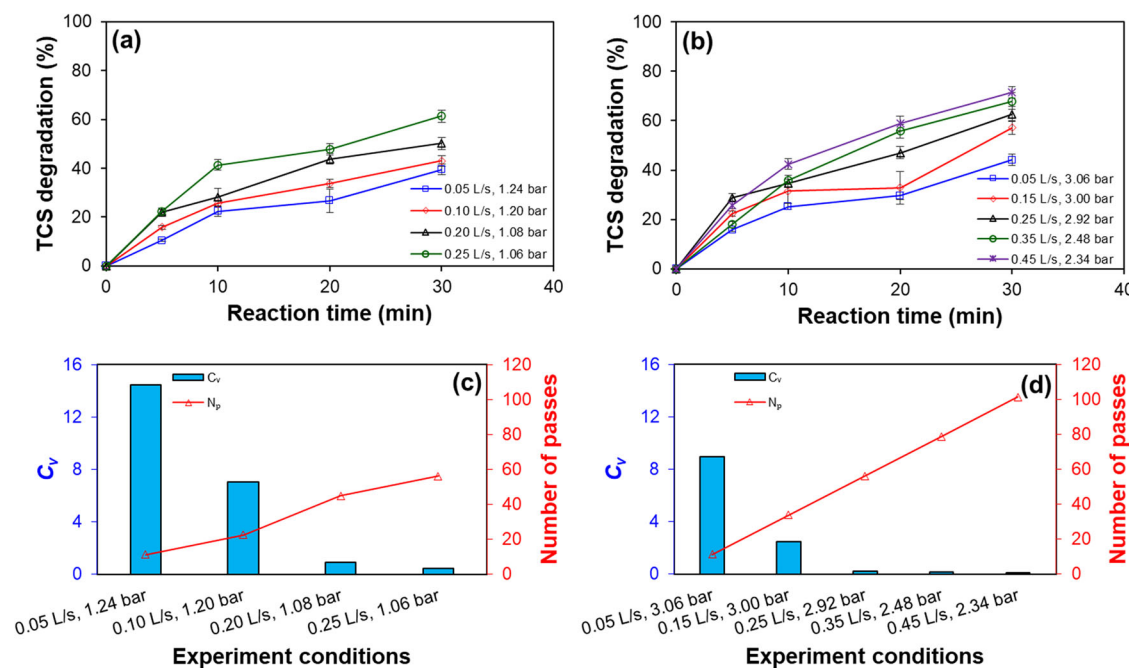 (a)
TCS degradation (%)
100
80
60
40
20
0
0 10 20 30 40
Reaction time (min)
0.05 L/s, 1.24 bar
0.10 L/s, 1.20 bar
0.20 L/s, 1.08 bar
0.25 L/s, 1.06 bar
(b)
TCS degradation (%)
100
80
60
40
20
0
0 10 20 30 40
Reaction time (min)
0.05 L/s, 3.06 bar
0.15 L/s, 3.00 bar
0.25 L/s, 2.92 bar
0.35 L/s, 2.48 bar
0.45 L/s, 2.34 bar
(c)
Cv
16
12
8
4
0
Cv
Np
120
100
80
60
40
20
0
Number of passes
0.05 L/s, 1.24 bar
0.10 L/s, 1.20 bar
0.20 L/s, 1.08 bar
0.25 L/s, 1.06 bar
Experiment conditions
(d)
Cv
16
12
8
4
0
Cv
Np
120
100
80
60
40
20
0
Number of passes
0.05 L/s, 3.06 bar
0.15 L/s, 3.00 bar
0.25 L/s, 2.92 bar
0.35 L/s, 2.48 bar
0.45 L/s, 2.34 bar
Experiment conditions